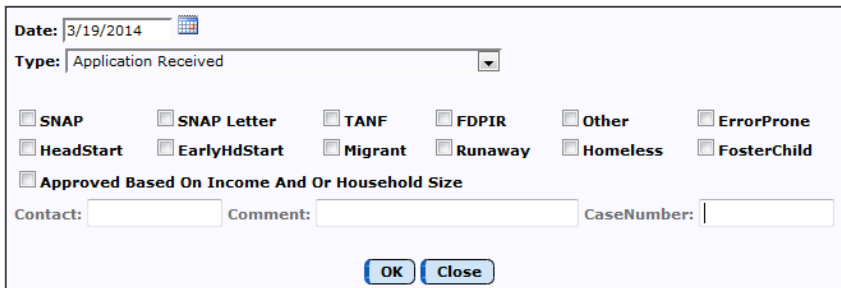 Date: 3/19/2014
Type: Application Received
SNAP SNAP Letter TANF FDPIR Other ErrorProne
HeadStart EarlyHdStart Migrant Runaway Homeless FosterChild
Approved Based On Income And Or Household Size
Contact: Comment: CaseNumber:
OK Close